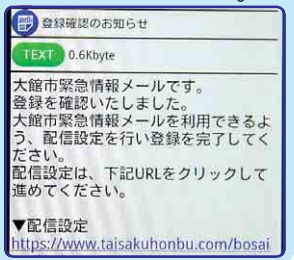 登録確認のお知らせ
TEXT 0.6Kbyte
大館市緊急情報メールです。
登録を確認いたしました。
大館市緊急情報メールを利用できるよ
う、配信設定を行い登録を完了してく
ださい。
配信設定は、下記URLをクリックして
進めてください。
▼配信設定
https://www.taisakuhonbu.com/bosai